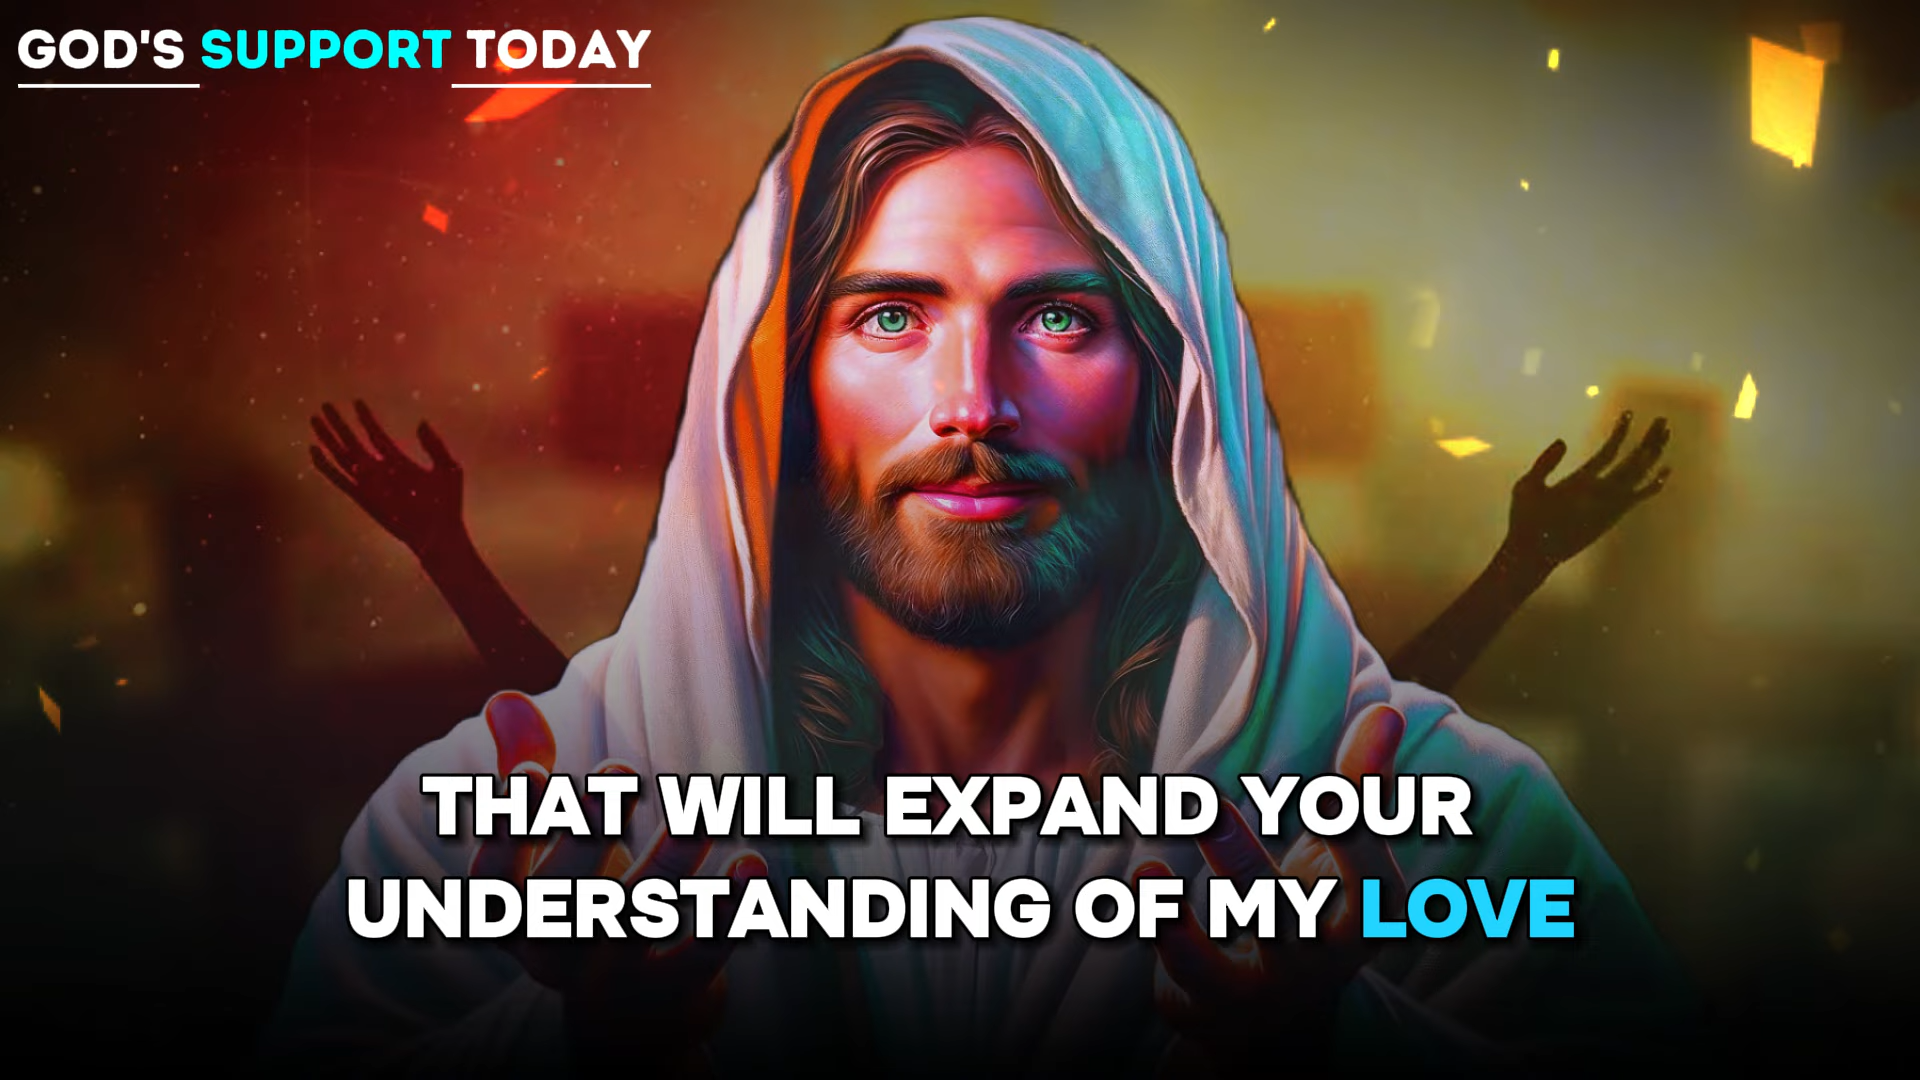 GOD'S SUPPORT TODAY
THAT WILL EXPAND YOUR
UNDERSTANDING OF MY LOVE